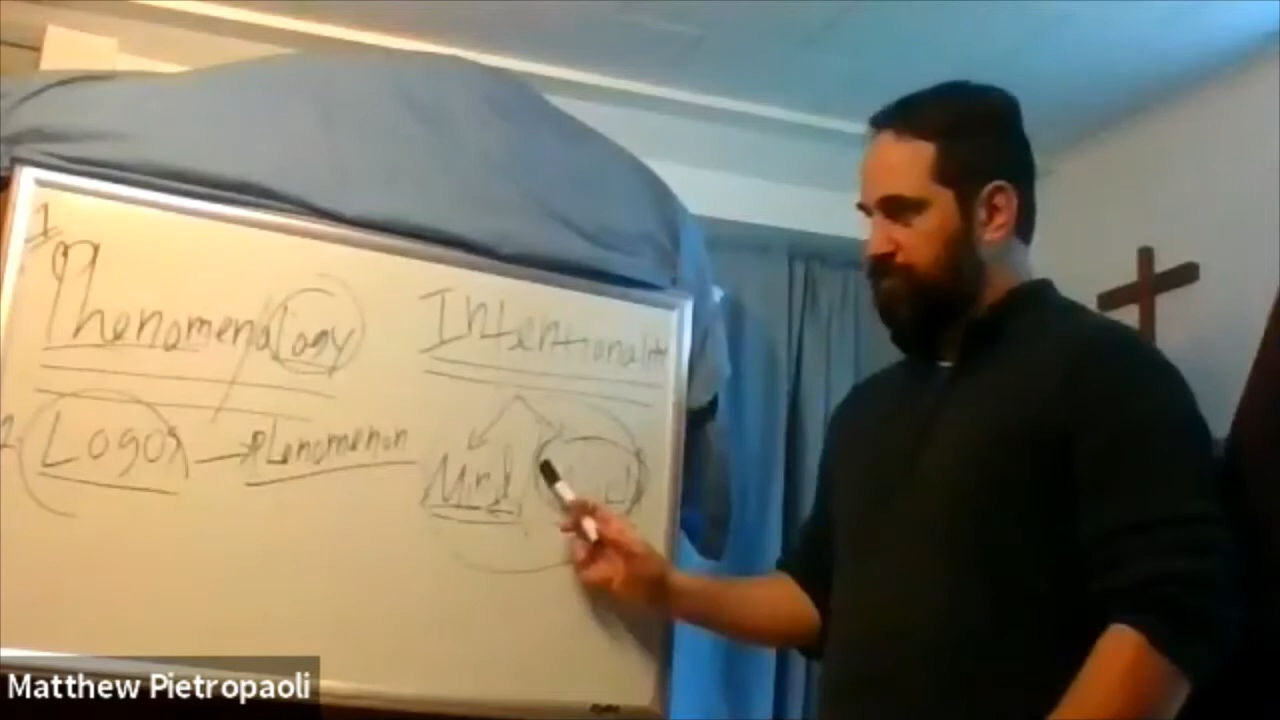 1
Phenomenology
Intentionality
2
Logos → phenomenon
Mind
Matthew Pietropaoli